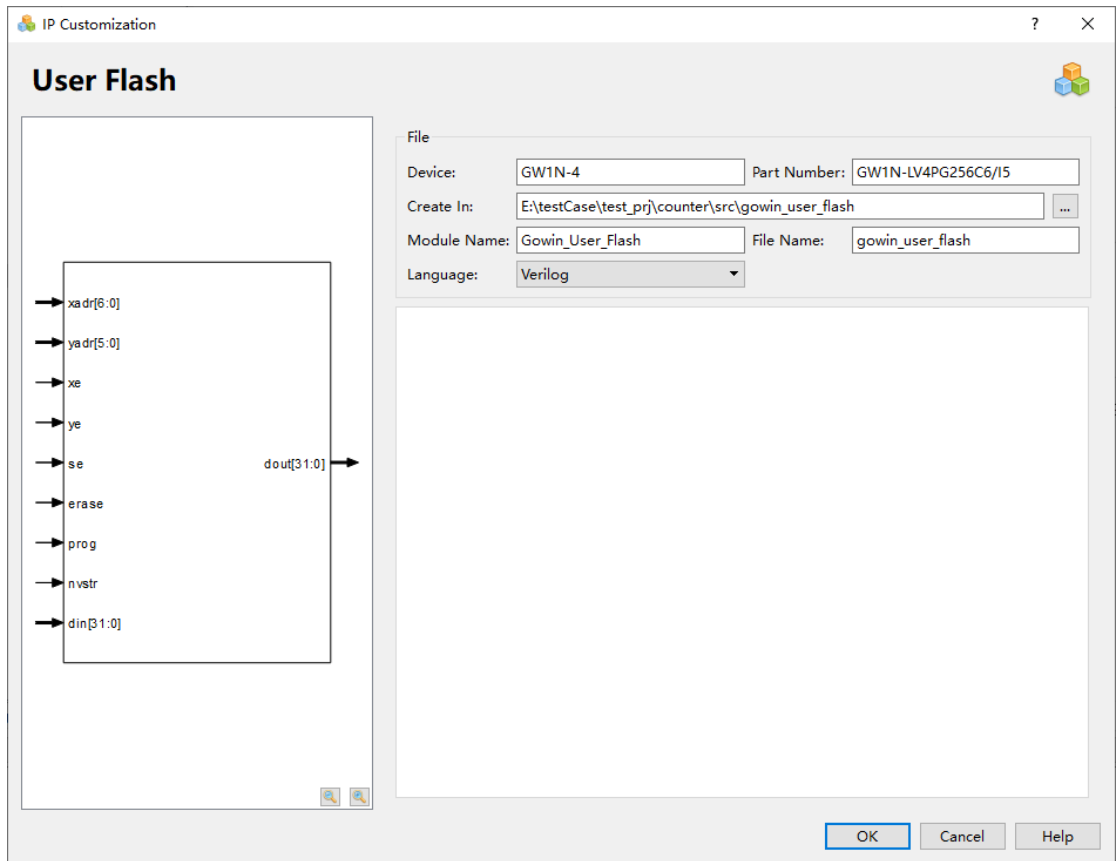 IP Customization
?
User Flash
File
Device: GW1N-4 Part Number: GW1N-LV4PG256C6/I5
Create In: E:\testCase\test_prj\counter\src\gowin_user_flash ...
Module Name: Gowin_User_Flash File Name: gowin_user_flash
Language: Verilog
xadr[6:0]
yadr[5:0]
xe
ye
se dout[31:0]
erase
prog
nvstr
din[31:0]
OK Cancel Help